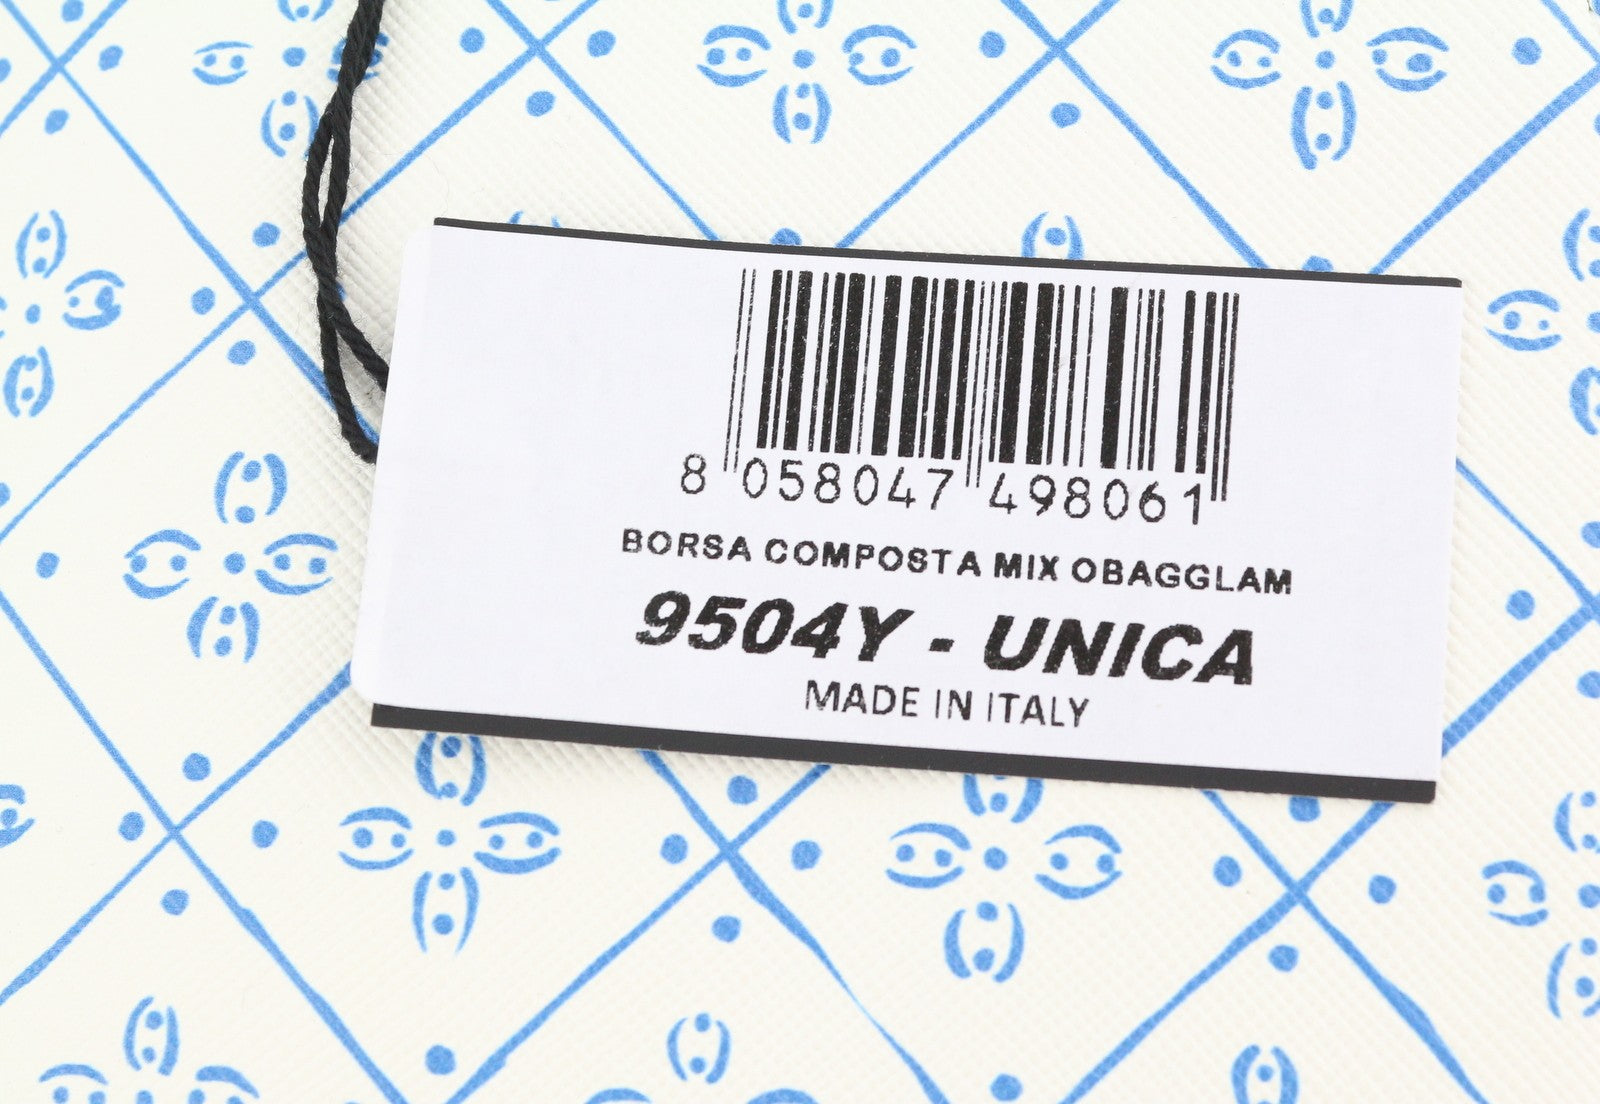 8 058047 498061
BORSA COMPOSTA MIX OBAGGLAM
9504Y - UNICA
MADE IN ITALY